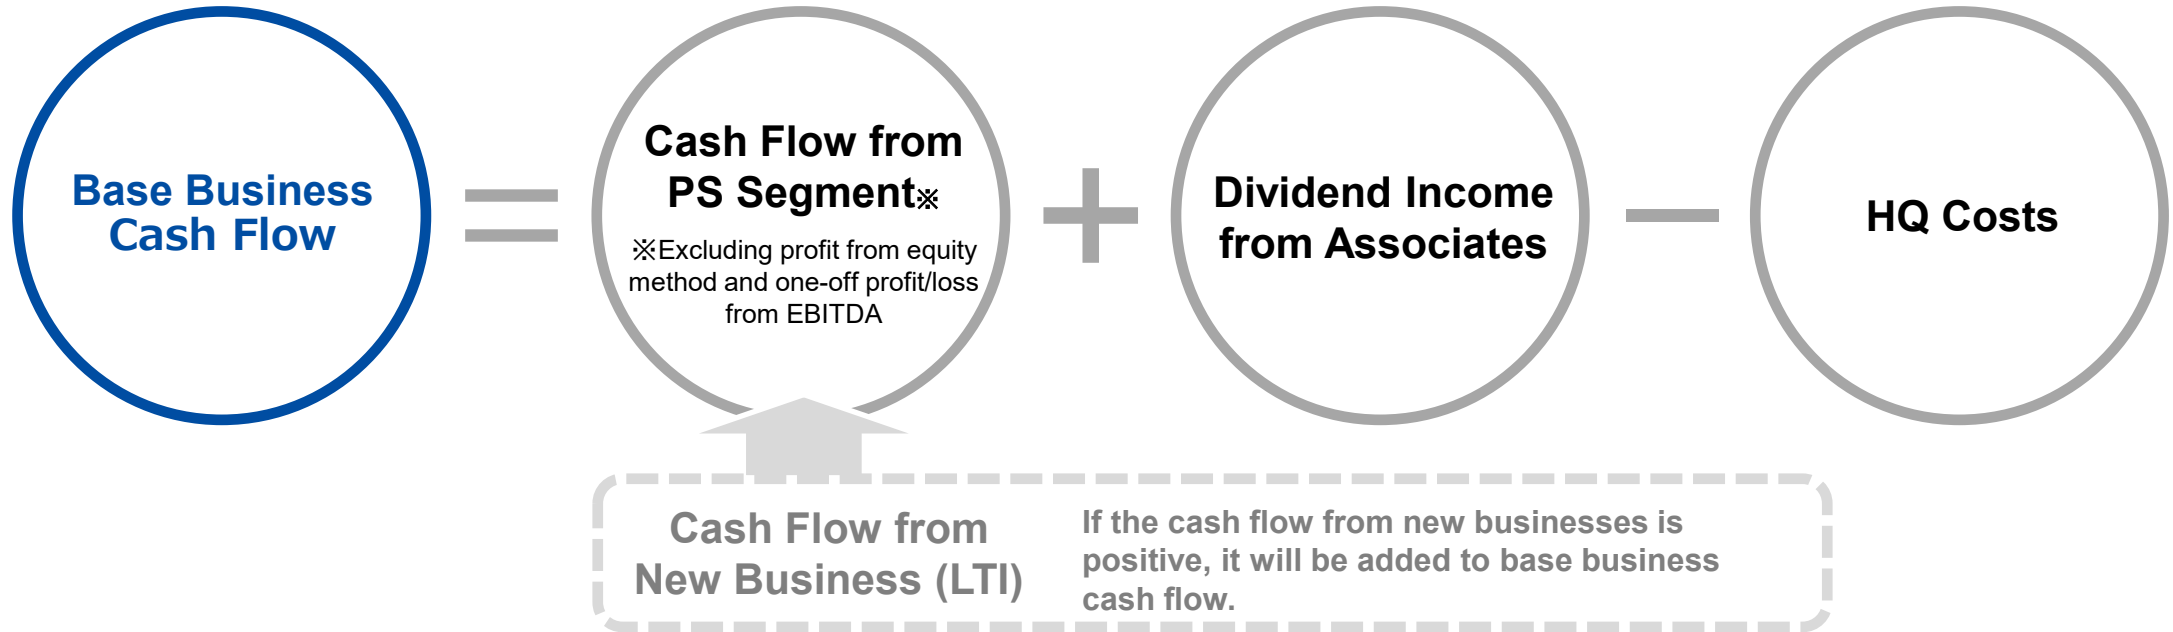 Base Business
Cash Flow
Cash Flow from
PS Segment※
※Excluding profit from equity
method and one-off profit/loss
from EBITDA
Dividend Income
from Associates
HQ Costs
Cash Flow from
New Business (LTI)
If the cash flow from new businesses is
positive, it will be added to base business
cash flow.